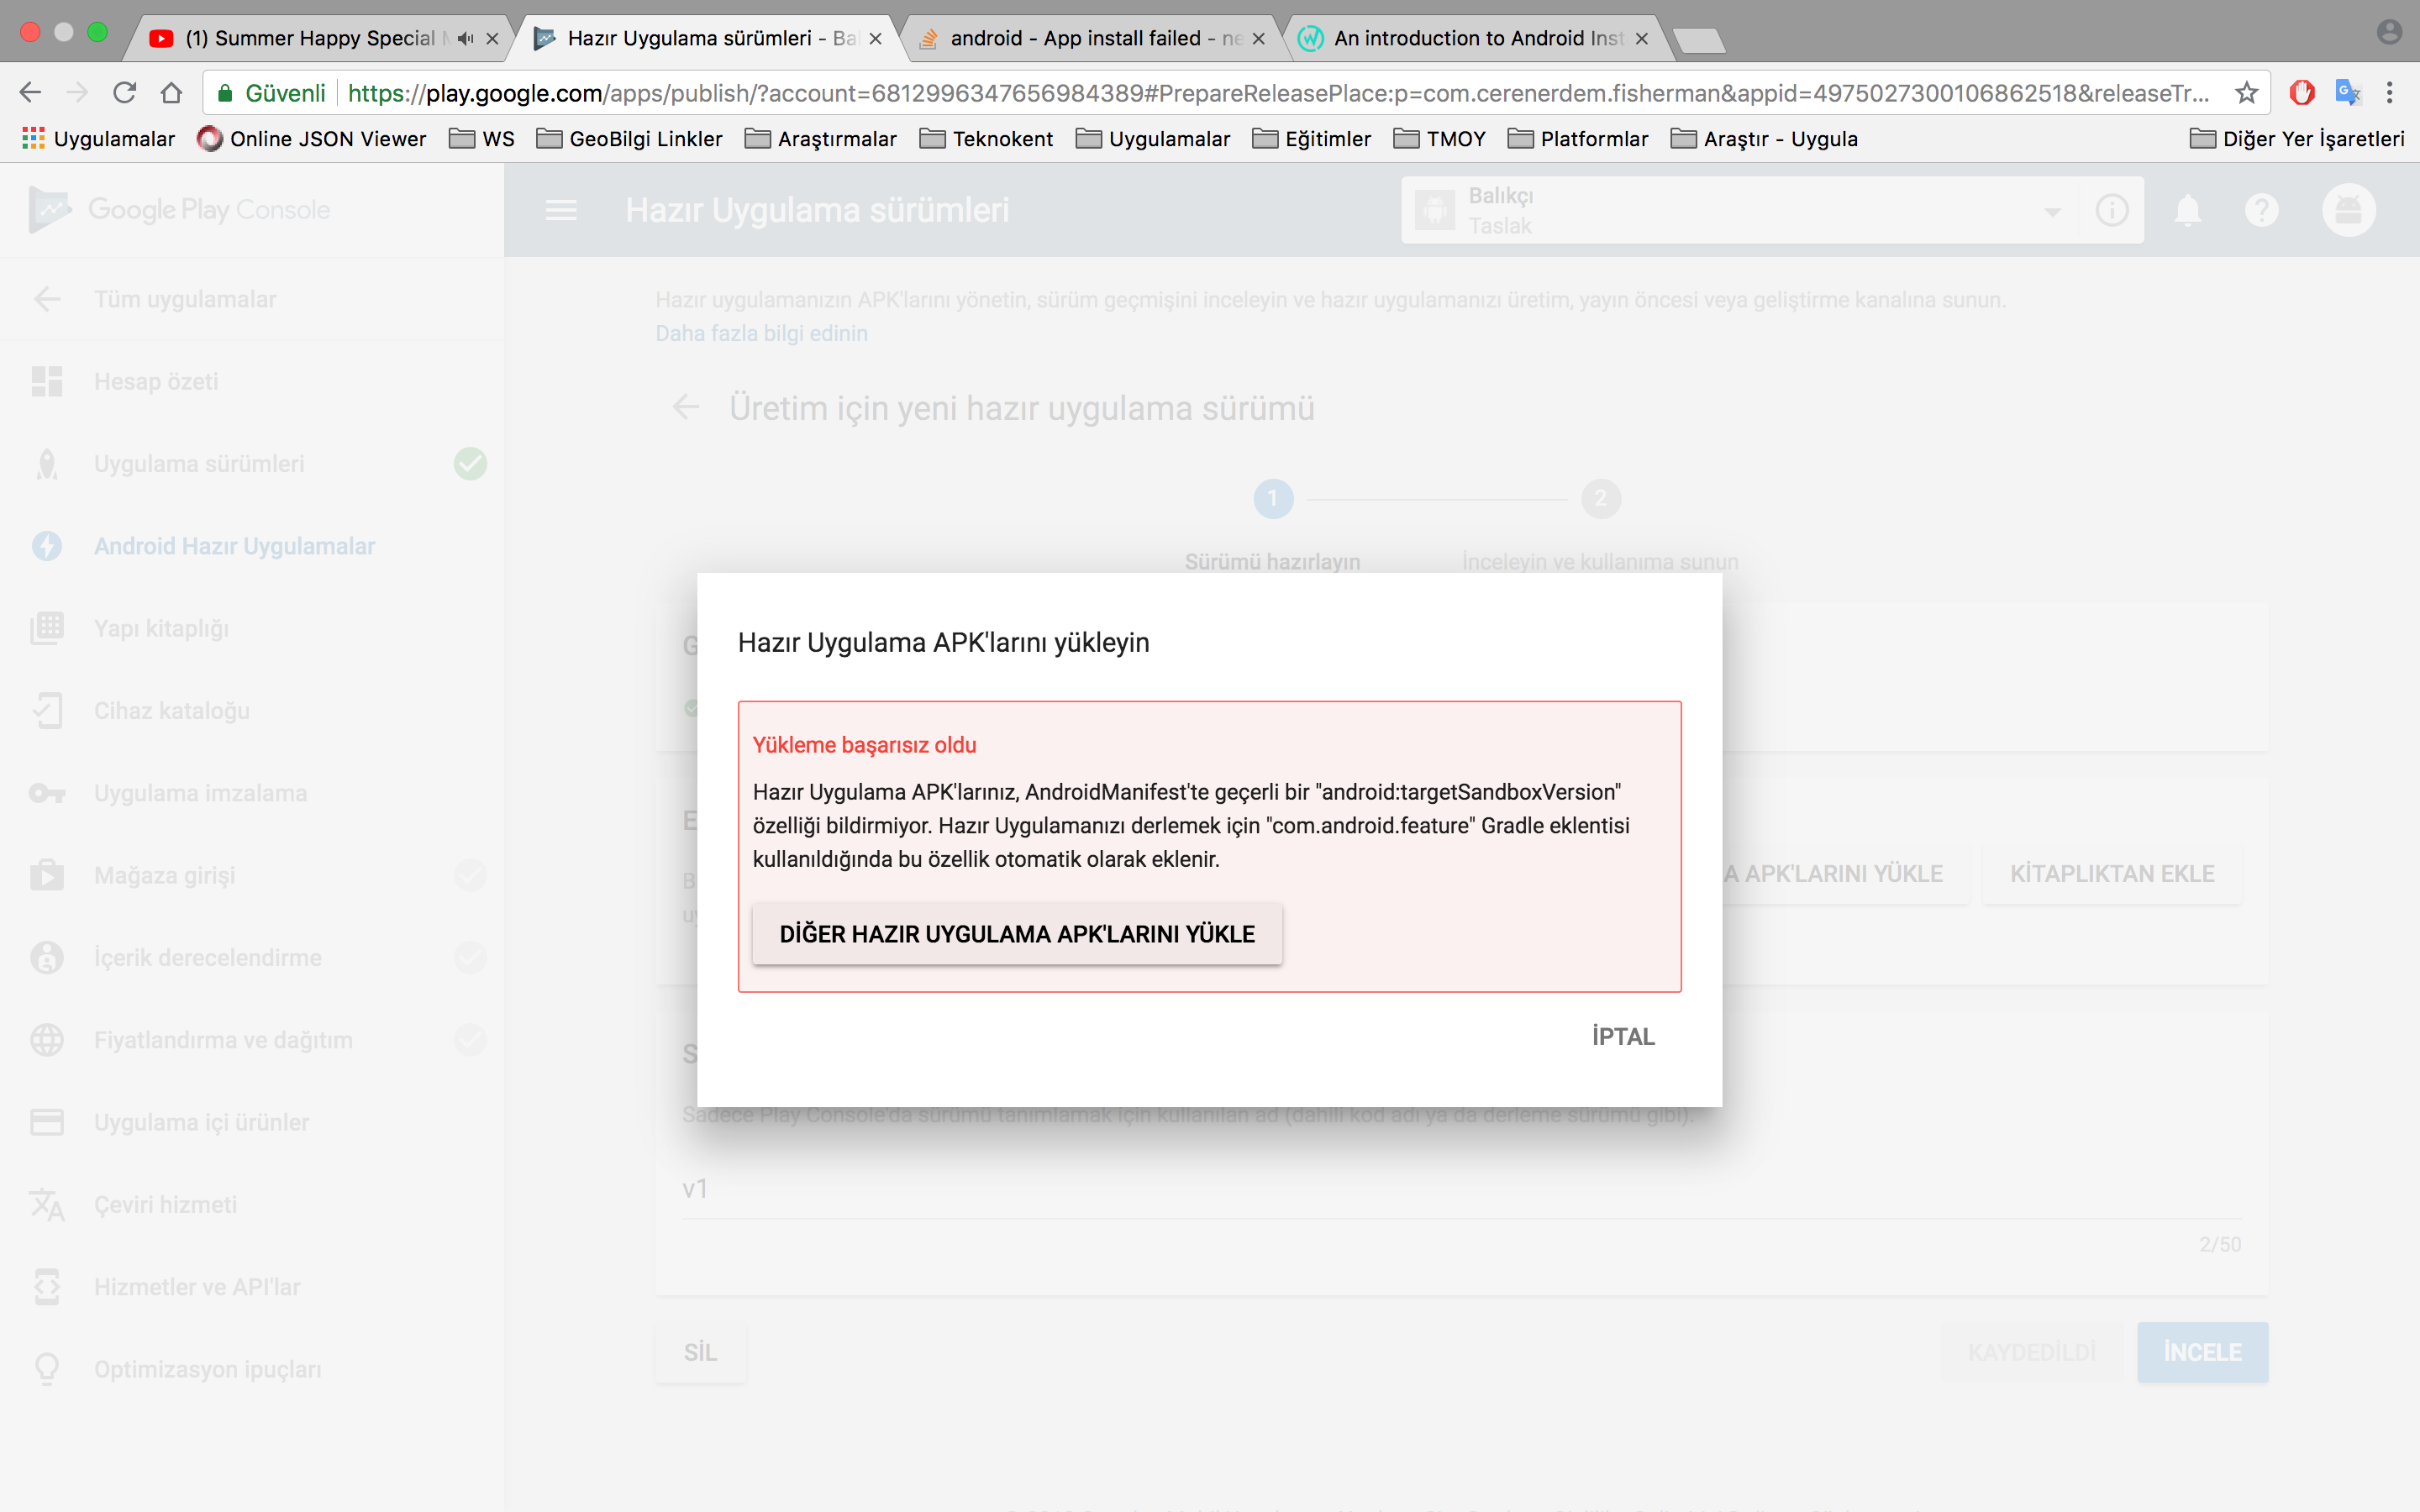 (1) Summer Happy Special
Hazır Uygulama sürümleri - Ba
android - App install failed - ne
An introduction to Android Inst
Güvenli
https://play.google.com/apps/publish/?account=6812996347656984389#PrepareReleasePlace:p=com.cerenerdem.fisherman&appid=4975027300106862518&releaseTr...
Uygulamalar
Online JSON Viewer
WS
GeoBilgi Linkler
Araştırmalar
Teknokent
Uygulamalar
Eğitimler
TMOY
Platformlar
Araştır - Uygula
Diğer Yer İşaretleri
Google Play Console
Hazır Uygulama sürümleri
Balıkçı
Taslak
Tüm uygulamalar
Hesap özeti
Uygulama sürümleri
Android Hazır Uygulamalar
Yapı kitaplığı
Cihaz kataloğu
Uygulama imzalama
Mağaza girişi
İçerik derecelendirme
Fiyatlandırma ve dağıtım
Uygulama içi ürünler
Çeviri hizmeti
Hizmetler ve API'lar
Optimizasyon ipuçları
Hazır uygulamanızın APK'larını yönetin, sürüm geçmişini inceleyin ve hazır uygulamanızı üretim, yayın öncesi veya geliştirme kanalına sunun.
Daha fazla bilgi edinin
Üretim için yeni hazır uygulama sürümü
1
2
Sürümü hazırlayın
İnceleyin ve kullanıma sunun
Hazır Uygulama APK'larını yükleyin
Yükleme başarısız oldu
Hazır Uygulama APK'larınız, AndroidManifest'te geçerli bir "android:targetSandboxVersion"
özelliği bildirmiyor. Hazır Uygulamanızı derlemek için "com.android.feature" Gradle eklentisi
kullanıldığında bu özellik otomatik olarak eklenir.
DİĞER HAZIR UYGULAMA APK'LARINI YÜKLE
İPTAL
A APK'LARINI YÜKLE
KİTAPLIKTAN EKLE
Sadece Play Console'da sürümü tanımlamak için kullanılan ad (dahili kod adı ya da derleme sürümü gibi).
v1
2/50
SİL
KAYDEDİLDİ
İNCELE